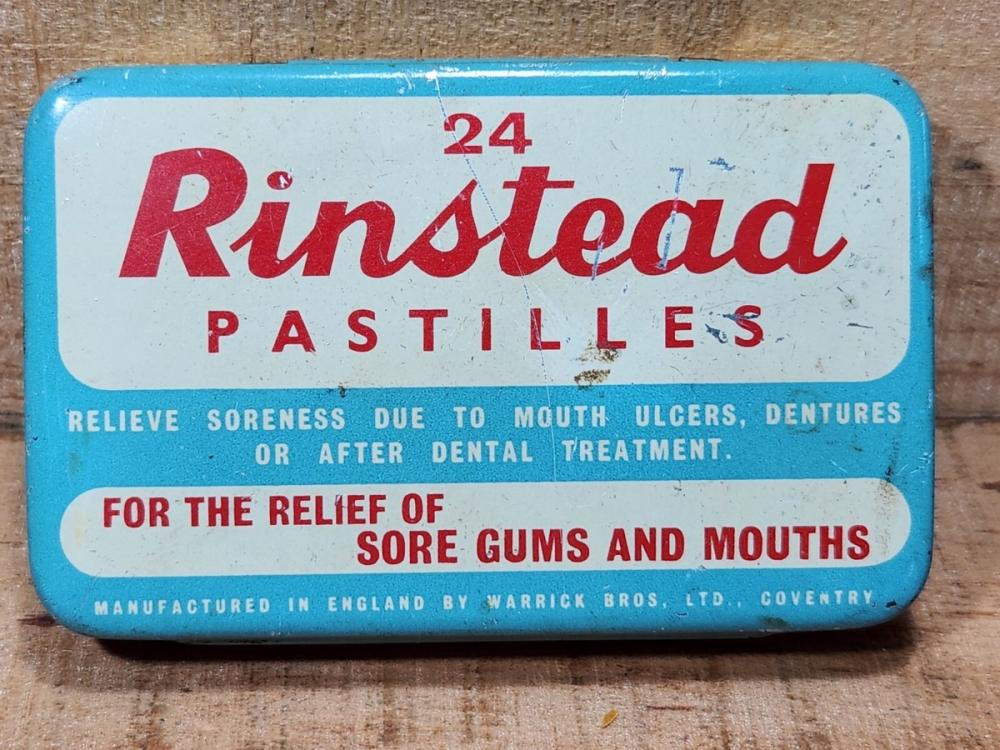 24
Rinstead
PASTILLES
RELIEVE SORENESS DUE TO MOUTH ULCERS, DENTURES
OR AFTER DENTAL TREATMENT.
FOR THE RELIEF OF
SORE GUMS AND MOUTHS
MANUFACTURED IN ENGLAND BY WARRICK BROS, LTD., COVENTRY